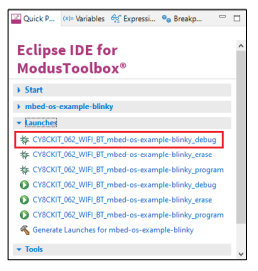 Quick P...
(x)= Variables
Expressi...
Breakp...
Eclipse IDE for
ModusToolbox®
Start
mbed-os-example-blinky
Launches
CY8CKIT_062_WIFI_BT_mbed-os-example-blinky_debug
CY8CKIT_062_WIFI_BT_mbed-os-example-blinky_erase
CY8CKIT_062_WIFI_BT_mbed-os-example-blinky_program
CY8CKIT_062_WIFI_BT_mbed-os-example-blinky_debug
CY8CKIT_062_WIFI_BT_mbed-os-example-blinky_erase
CY8CKIT_062_WIFI_BT_mbed-os-example-blinky_program
Generate Launches for mbed-os-example-blinky
Tools